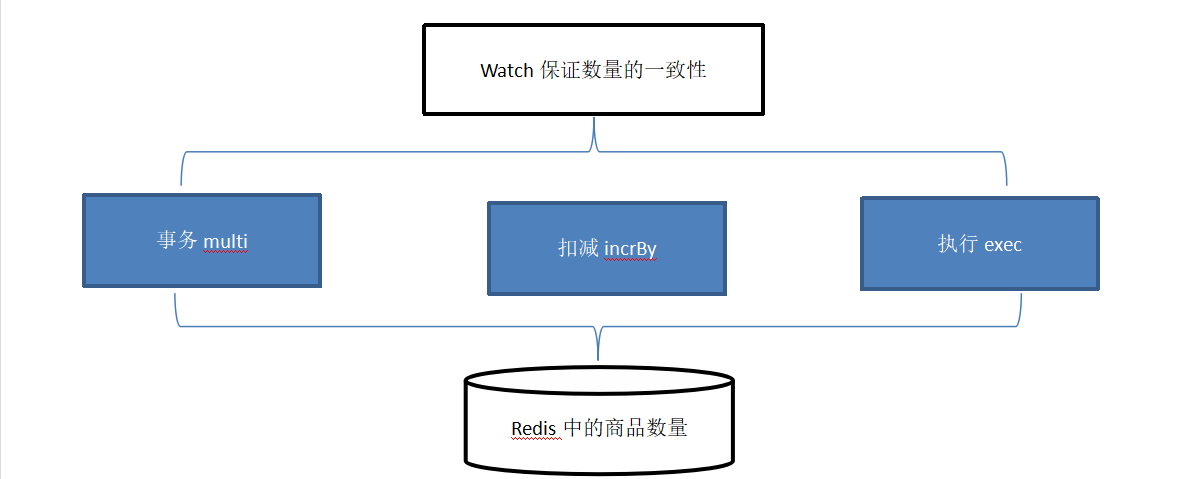 Watch 保证数量的一致性
事务 multi
扣减 incrBy
执行 exec
Redis 中的商品数量